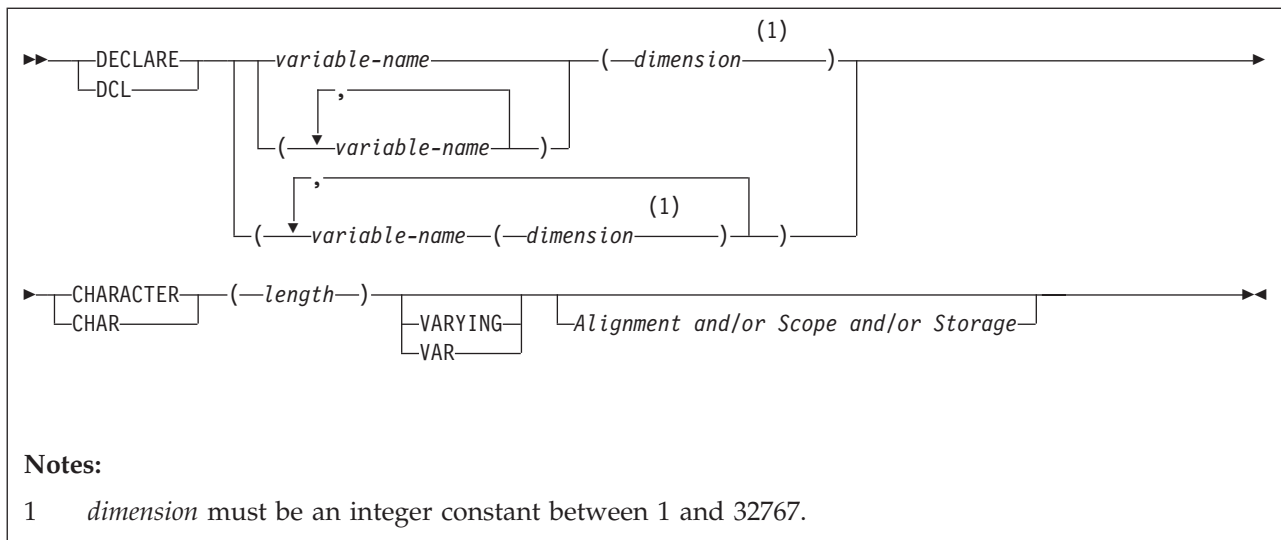 (1)
DECLARE variable-name ( dimension )
DCL
,
( variable-name )
,
(1)
( variable-name ( dimension ) )
CHARACTER ( length )
CHAR VARYING Alignment and/or Scope and/or Storage
VAR
Notes:
1 dimension must be an integer constant between 1 and 32767.